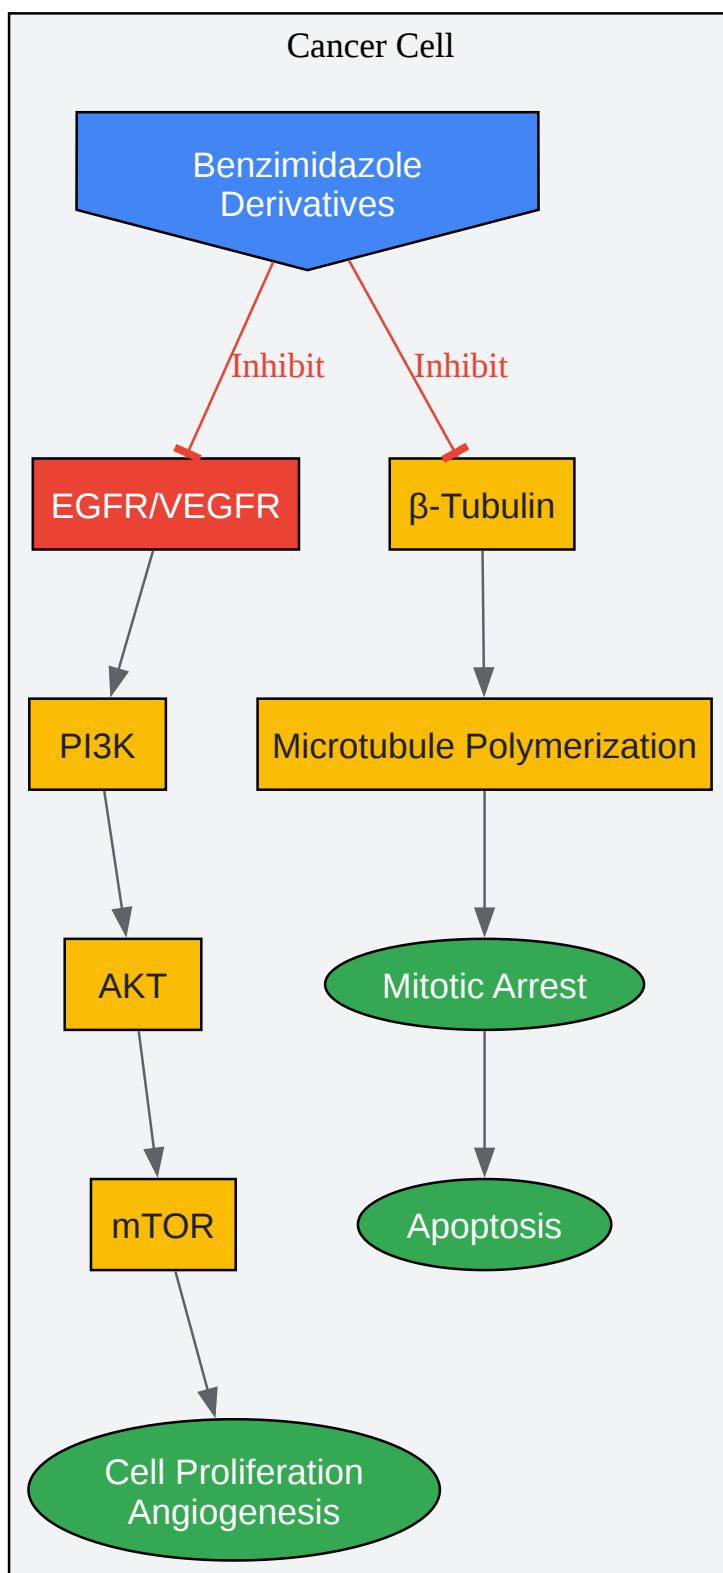 Cancer Cell
Benzimidazole
Derivatives
Inhibit
Inhibit
EGFR/VEGFR
β-Tubulin
PI3K
Microtubule Polymerization
AKT
Mitotic Arrest
mTOR
Apoptosis
Cell Proliferation
Angiogenesis